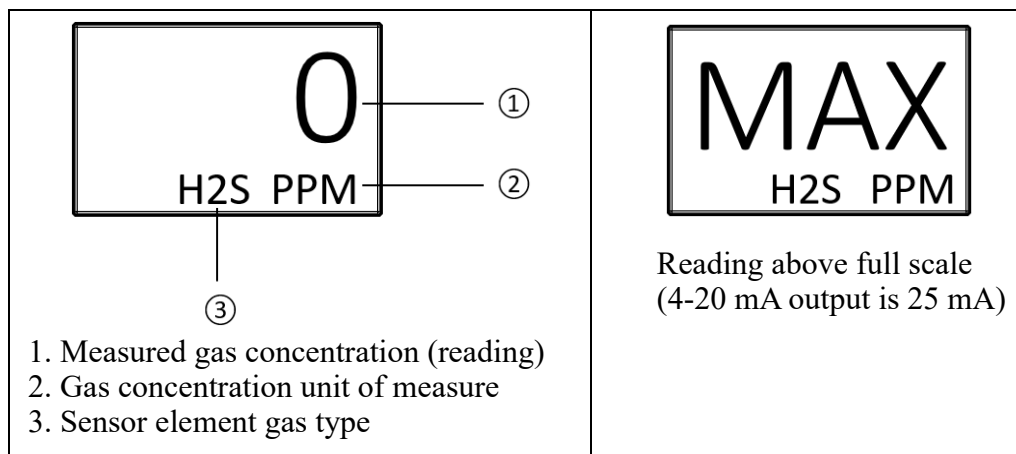 0
①
H2S PPM
②
③
1. Measured gas concentration (reading)
2. Gas concentration unit of measure
3. Sensor element gas type
MAX
H2S PPM
Reading above full scale
(4-20 mA output is 25 mA)